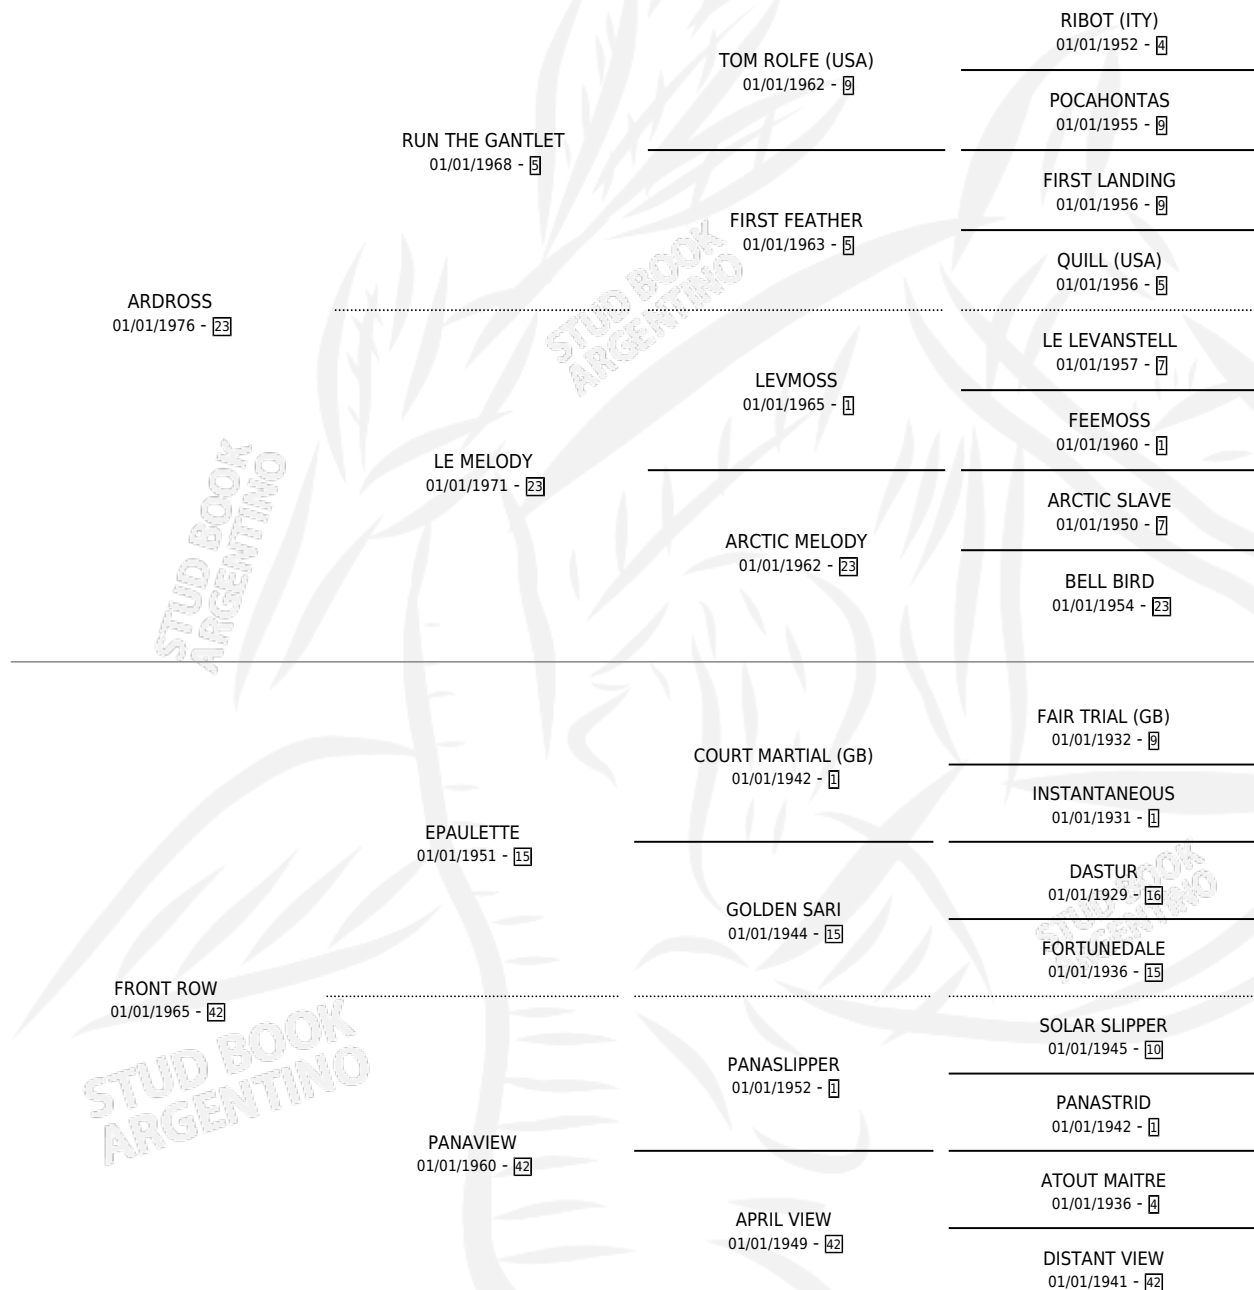 RIBOT (ITY)
01/01/1952 - 4
TOM ROLFE (USA)
01/01/1962 - 9
POCAHONTAS
01/01/1955 - 9
RUN THE GANTLET
01/01/1968 - 5
FIRST LANDING
01/01/1956 - 9
FIRST FEATHER
01/01/1963 - 5
QUILL (USA)
01/01/1956 - 5
ARDROSS
01/01/1976 - 23
STUD BOOK
ARGENTINO
LE LEVANSTELL
01/01/1957 - 7
LEVMOSS
01/01/1965 - 1
FEEMOSS
01/01/1960 - 1
LE MELODY
01/01/1971 - 23
ARCTIC SLAVE
01/01/1950 - 7
ARCTIC MELODY
01/01/1962 - 23
BELL BIRD
01/01/1954 - 23
STUD BOOK
ARGENTINO
FAIR TRIAL (GB)
01/01/1932 - 9
COURT MARTIAL (GB)
01/01/1942 - 1
INSTANTANEOUS
01/01/1931 - 1
EPAULETTE
01/01/1951 - 15
DASTUR
01/01/1929 - 16
STUD BOOK
ARGENTINO
GOLDEN SARI
01/01/1944 - 15
FORTUNEDALE
01/01/1936 - 15
FRONT ROW
01/01/1965 - 42
STUD BOOK
ARGENTINO
SOLAR SLIPPER
01/01/1945 - 10
PANASLIPPER
01/01/1952 - 1
PANASTRID
01/01/1942 - 1
PANAVIEW
01/01/1960 - 42
ATOUT MAITRE
01/01/1936 - 4
APRIL VIEW
01/01/1949 - 42
DISTANT VIEW
01/01/1941 - 42